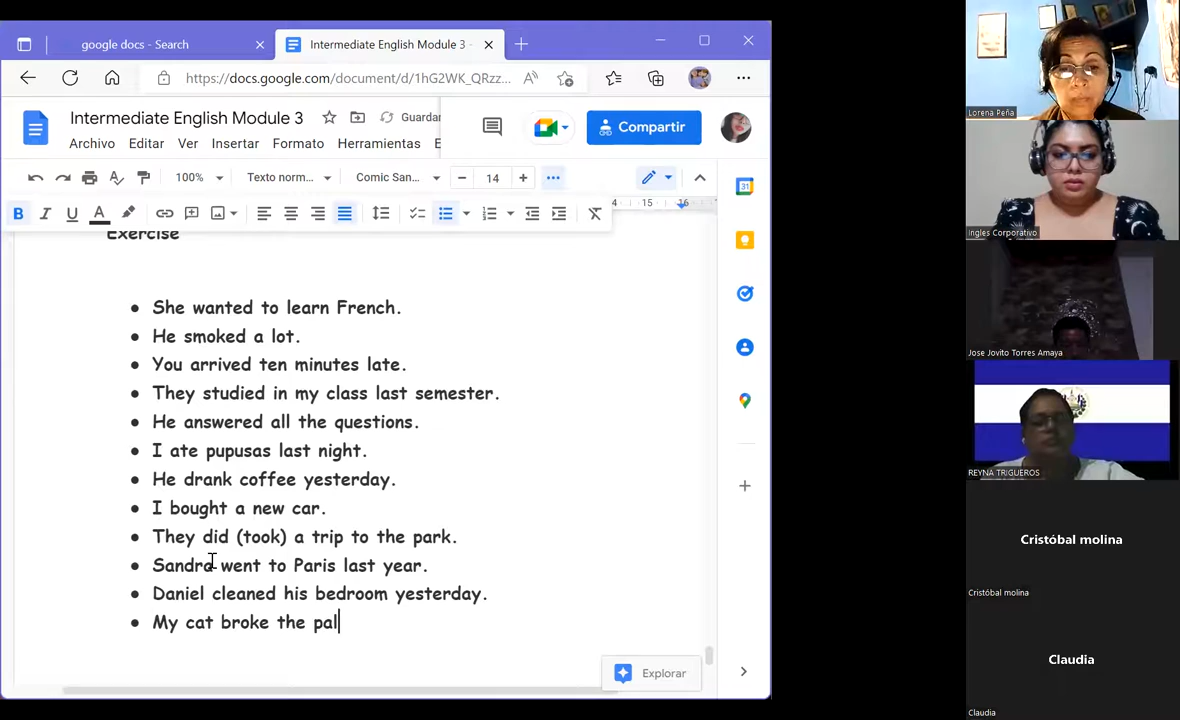 google docs - Search
Intermediate English Module 3 -
https://docs.google.com/document/d/1hG2WK_QRzz...
Intermediate English Module 3
Guardar
Compartir
Archivo Editar Ver Insertar Formato Herramientas E
100% Texto norm... Comic San... 14
14 15 16
Exercise
She wanted to learn French.
He smoked a lot.
You arrived ten minutes late.
They studied in my class last semester.
He answered all the questions.
I ate pupusas last night.
He drank coffee yesterday.
I bought a new car.
They did (took) a trip to the park.
Sandra went to Paris last year.
Daniel cleaned his bedroom yesterday.
My cat broke the pal
Explorar
Lorena Peña
Ingles Corporativo
Jose Jovito Torres Amaya
REYNA TRIGUEROS
Cristóbal molina
Cristóbal molina
Claudia
Claudia